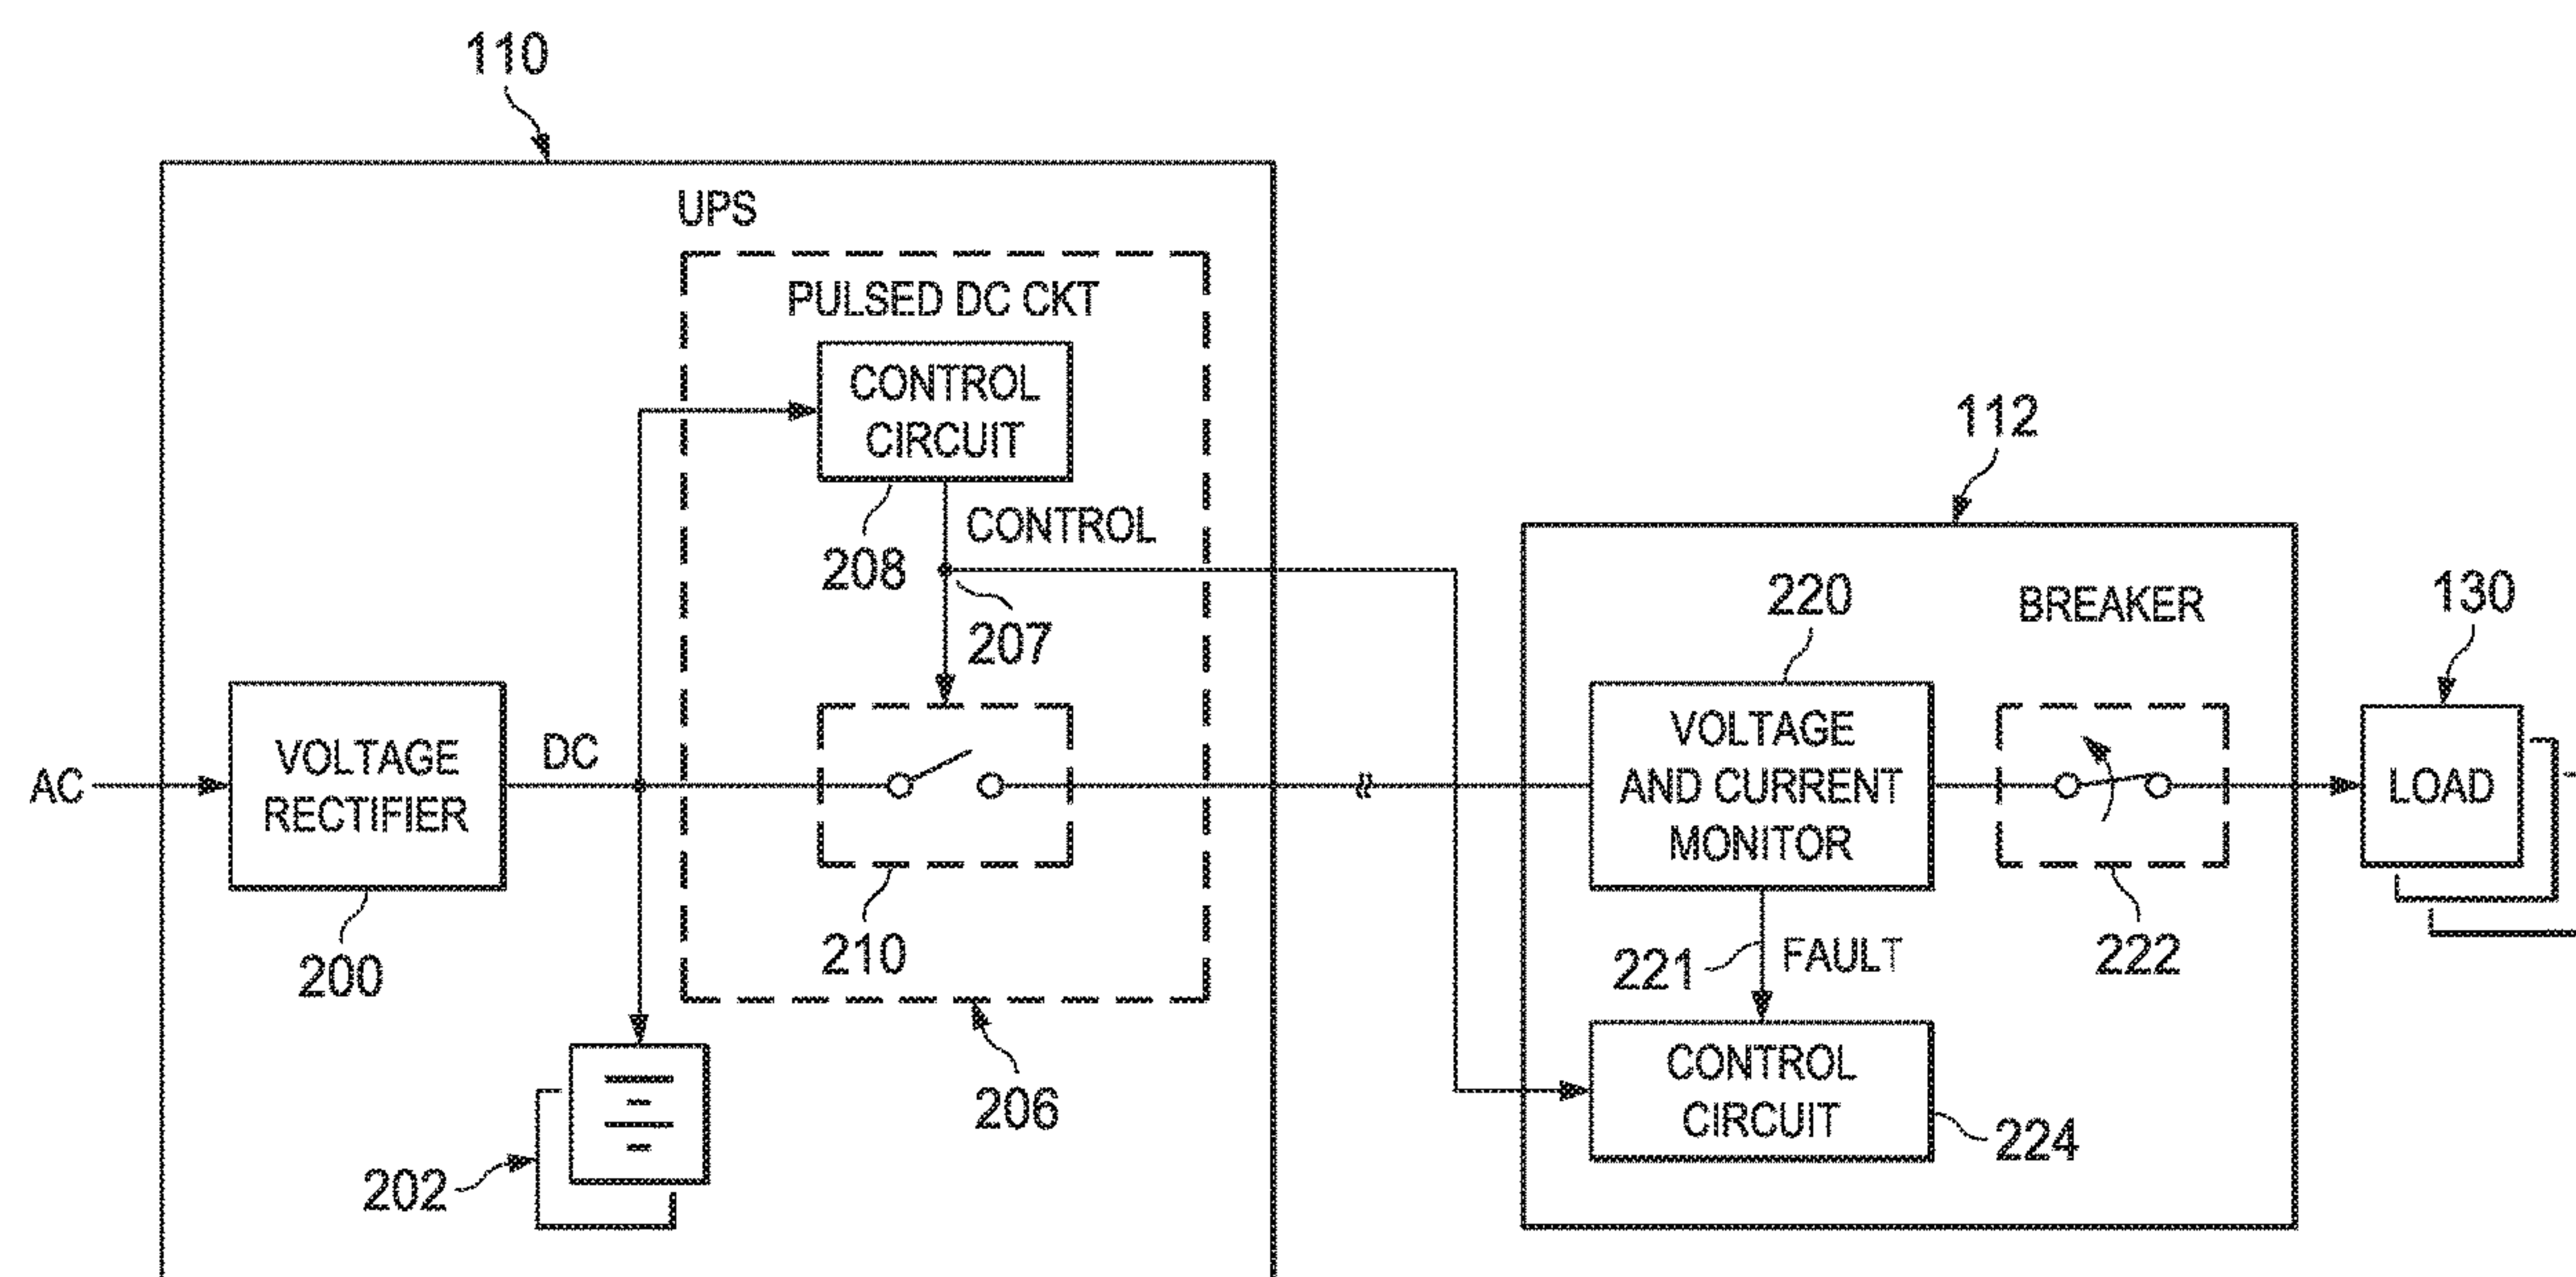 110
UPS
PULSED DC CKT
CONTROL
CIRCUIT
208
CONTROL
207
AC
VOLTAGE
RECTIFIER
200
DC
210
206
202
112
BREAKER
220
VOLTAGE
AND CURRENT
MONITOR
221
FAULT
222
CONTROL
CIRCUIT
224
130
LOAD